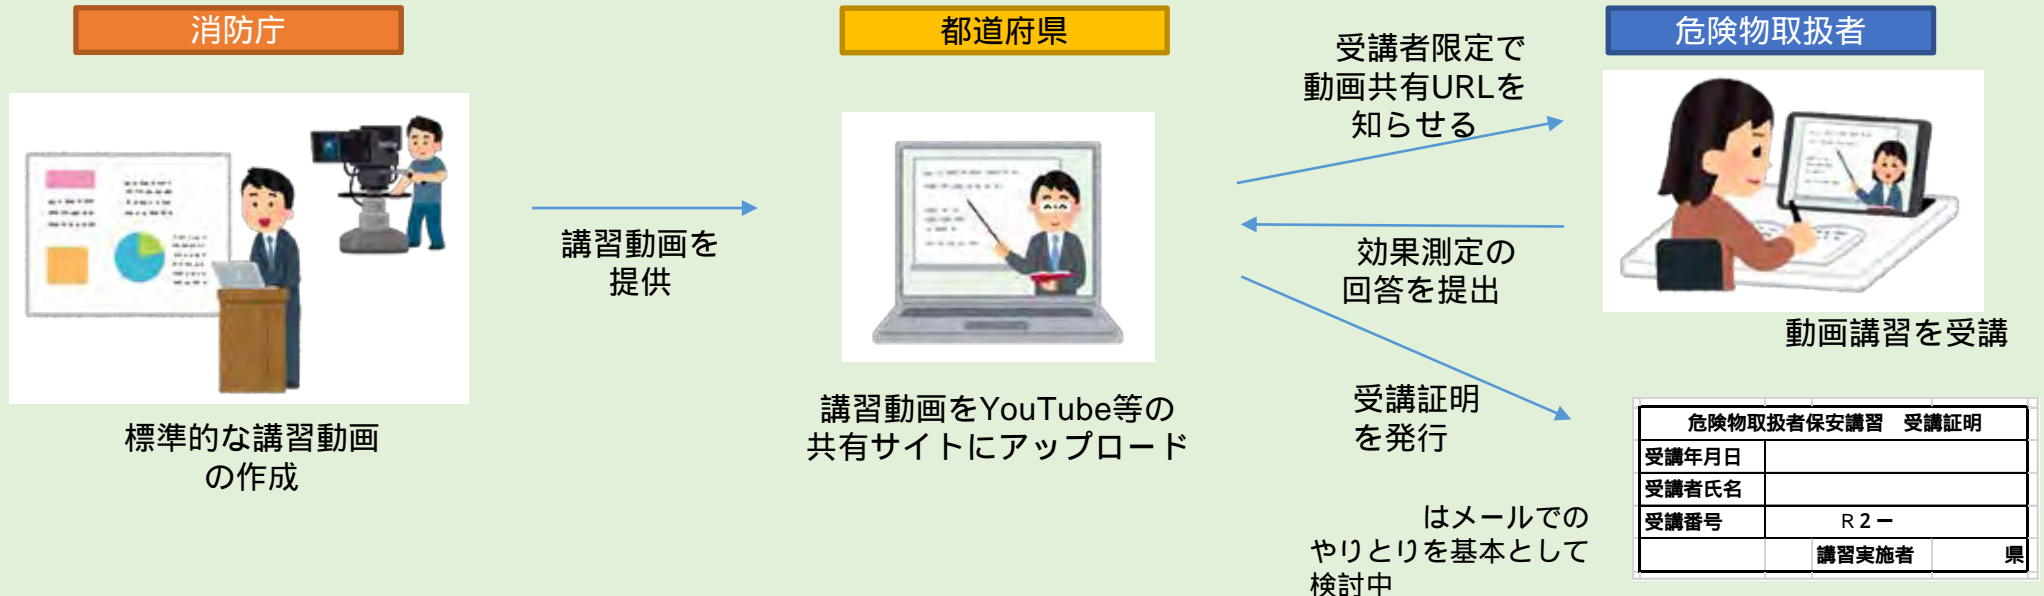 消防庁
標準的な講習動画
の作成
講習動画を
提供
都道府県
講習動画をYouTube等の
共有サイトにアップロード
受講者限定で
動画共有URLを
知らせる
効果測定の
回答を提出
受講証明
を発行
はメールでの
やりとりを基本として
検討中
危険物取扱者
動画講習を受講
危険物取扱者保安講習　受講証明
受講年月日
受講者氏名
受講番号 R２ー
講習実施者 県